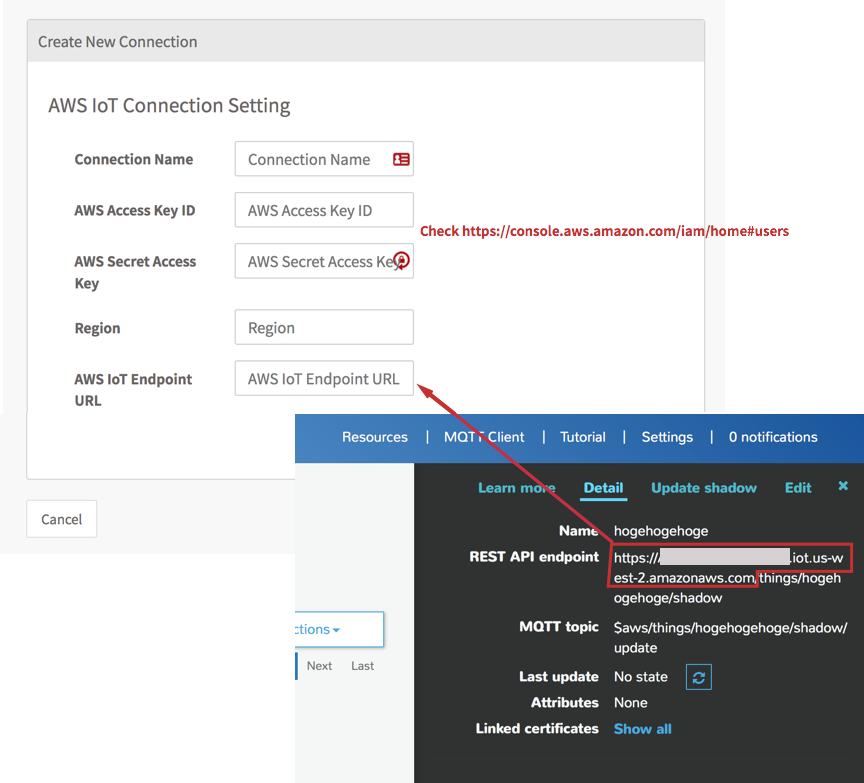 Create New Connection
AWS IoT Connection Setting
Connection Name
Connection Name
AWS Access Key ID
AWS Access Key ID
Check https://console.aws.amazon.com/iam/home#users
AWS Secret Access
Key
AWS Secret Access Key
Region
Region
AWS IoT Endpoint
URL
AWS IoT Endpoint URL
Cancel
Resources | MQTT Client | Tutorial | Settings | 0 notifications
Learn more Detail Update shadow Edit
Name hogehogehoge
REST API endpoint https:// .iot.us-w
est-2.amazonaws.com/things/hogeh
ogehoge/shadow
MQTT topic $aws/things/hogehogehoge/shadow/
update
Last update No state
Attributes None
Linked certificates Show all
ctions
Next Last